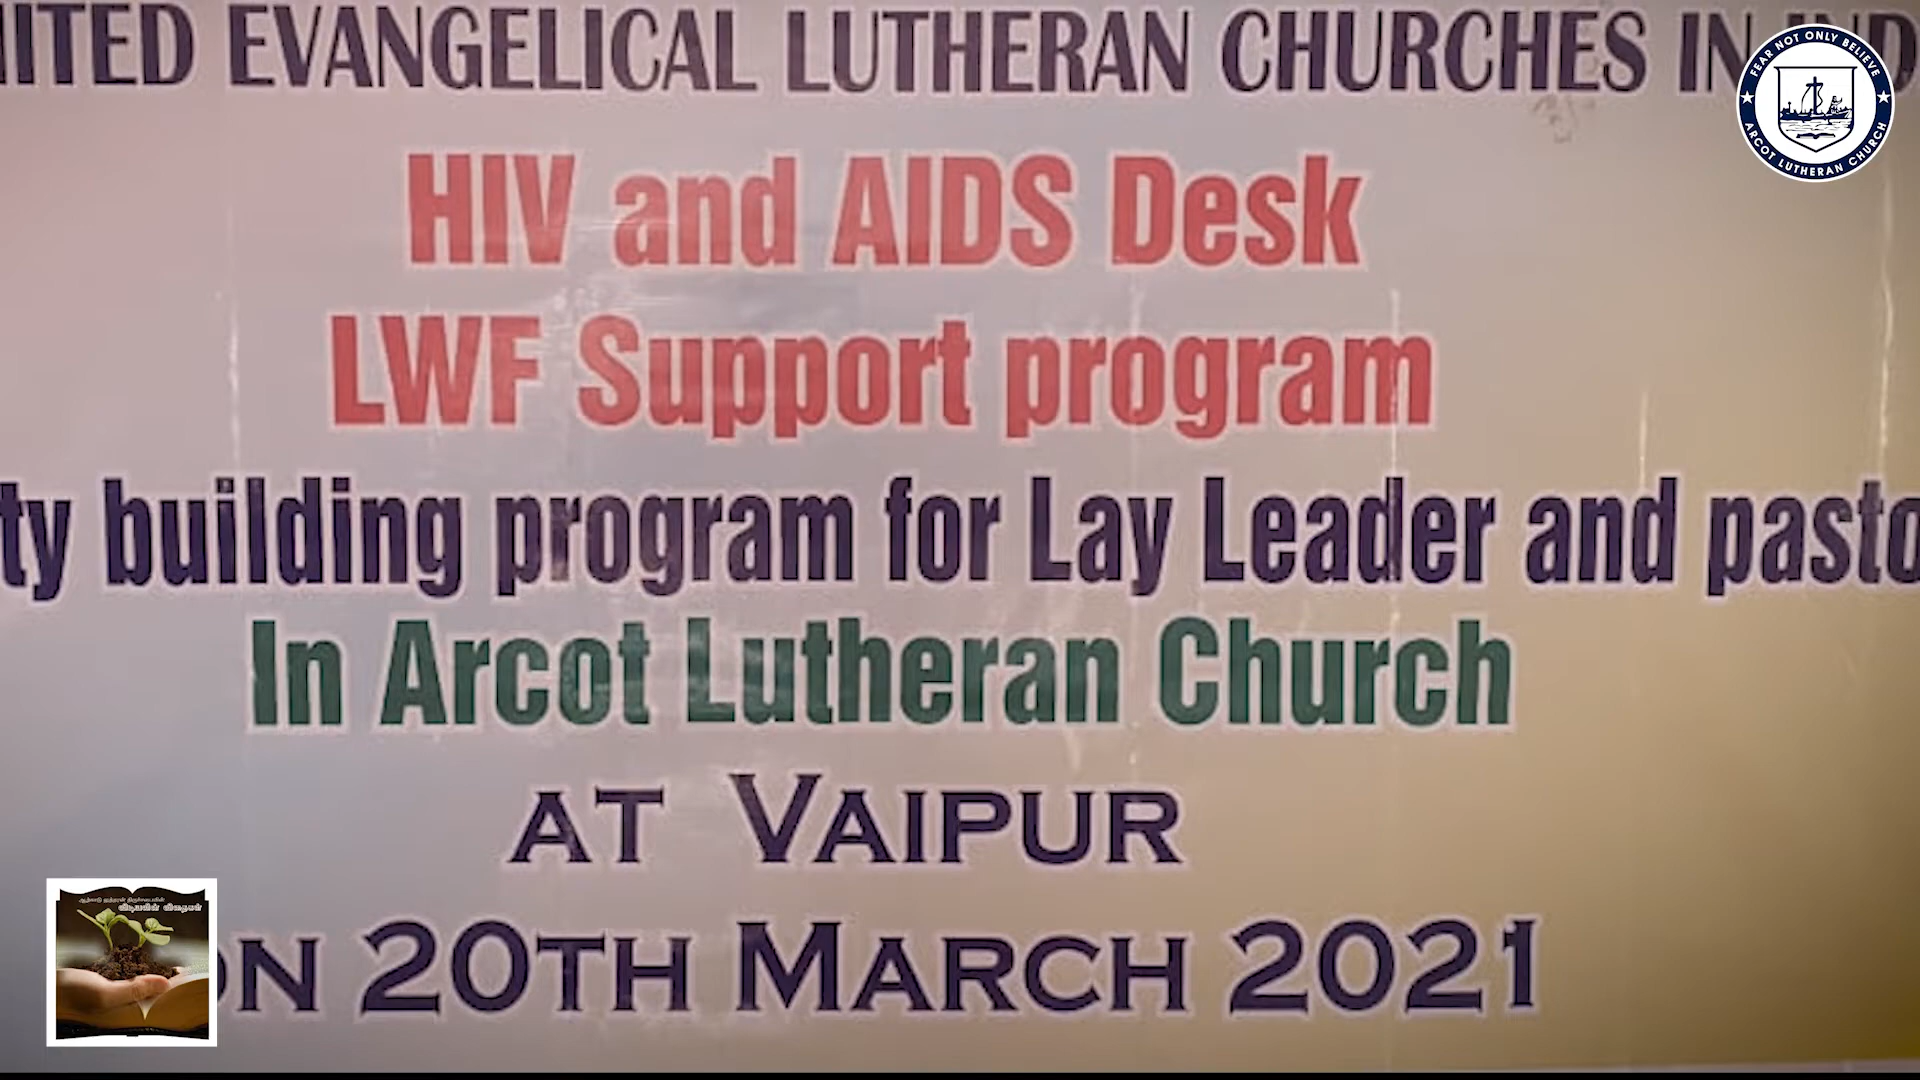 ITED EVANGELICAL LUTHERAN CHURCHES IN IND
FEAR NOT ONLY BELIEVE
ARCOT LUTHERAN CHURCH
HIV and AIDS Desk
LWF Support program
ty building program for Lay Leader and pasto
In Arcot Lutheran Church
AT VAIPUR
ON 20TH MARCH 2021